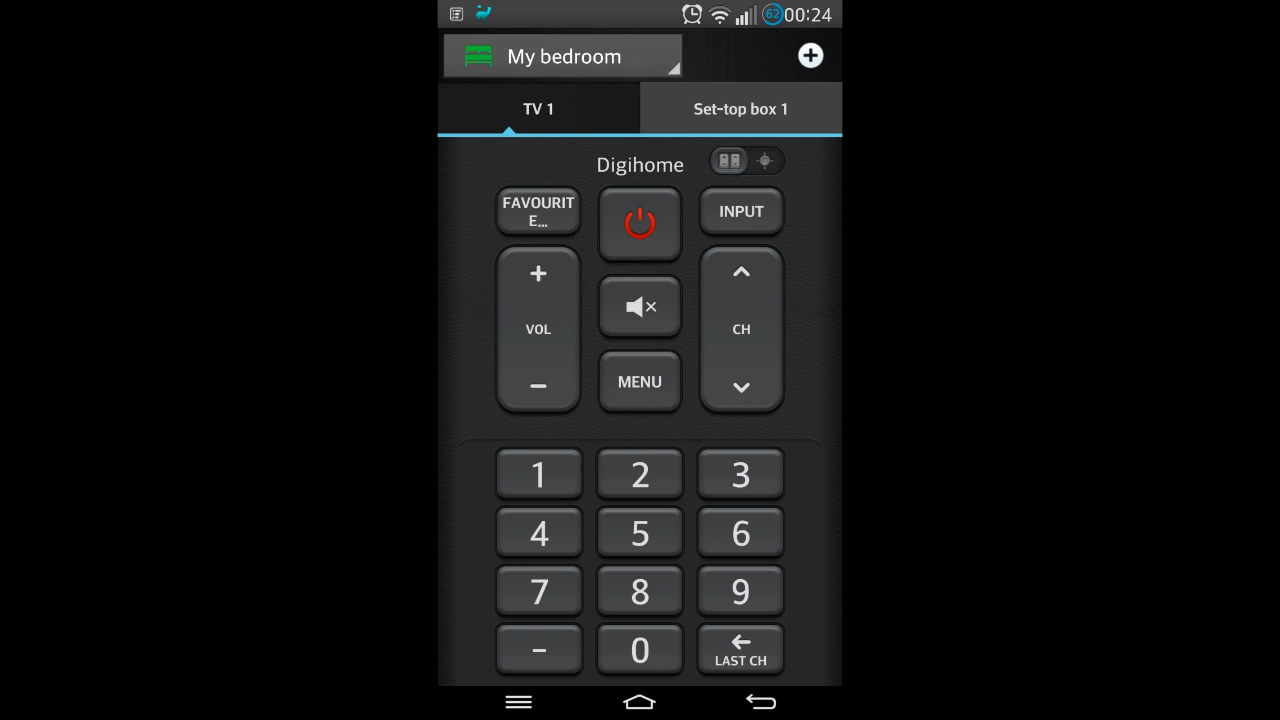 62 00:24
My bedroom
TV 1
Set-top box 1
Digihome
FAVOURIT
E...
INPUT
+
VOL
CH
−
MENU
1 2 3
4 5 6
7 8 9
- 0
LAST CH